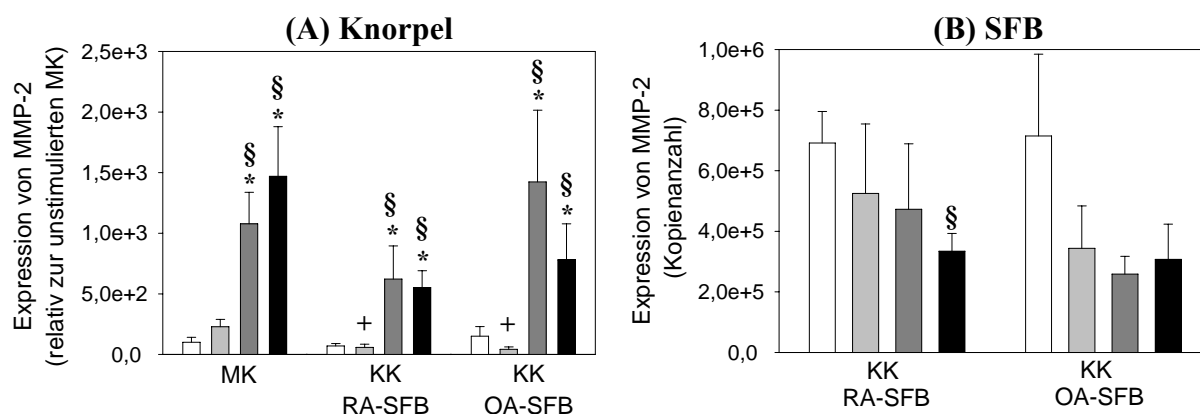 (A) Knorpel
Expression von MMP-2
(relativ zur unstimulierten MK)
2,5e+3
2,0e+3
1,5e+3
1,0e+3
5,0e+2
0,0
§
*
§
*
+
§
*
§
*
+
§
*
§
*
MK
KK
RA-SFB
KK
OA-SFB
(B) SFB
Expression von MMP-2
(Kopienanzahl)
1,0e+6
8,0e+5
6,0e+5
4,0e+5
2,0e+5
0,0
§
KK
RA-SFB
KK
OA-SFB